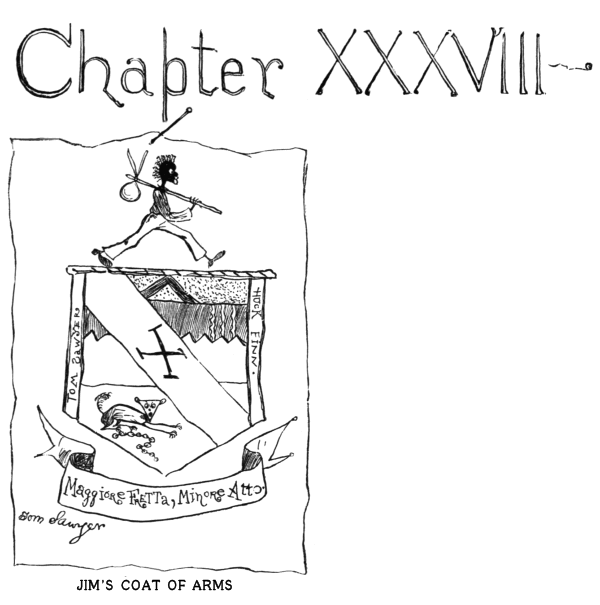 Chapter XXXVIII
TOM SAWYER
HUCK FINN.
Maggiore Fretta, Minore Atto.
Tom Sawyer
JIM'S COAT OF ARMS